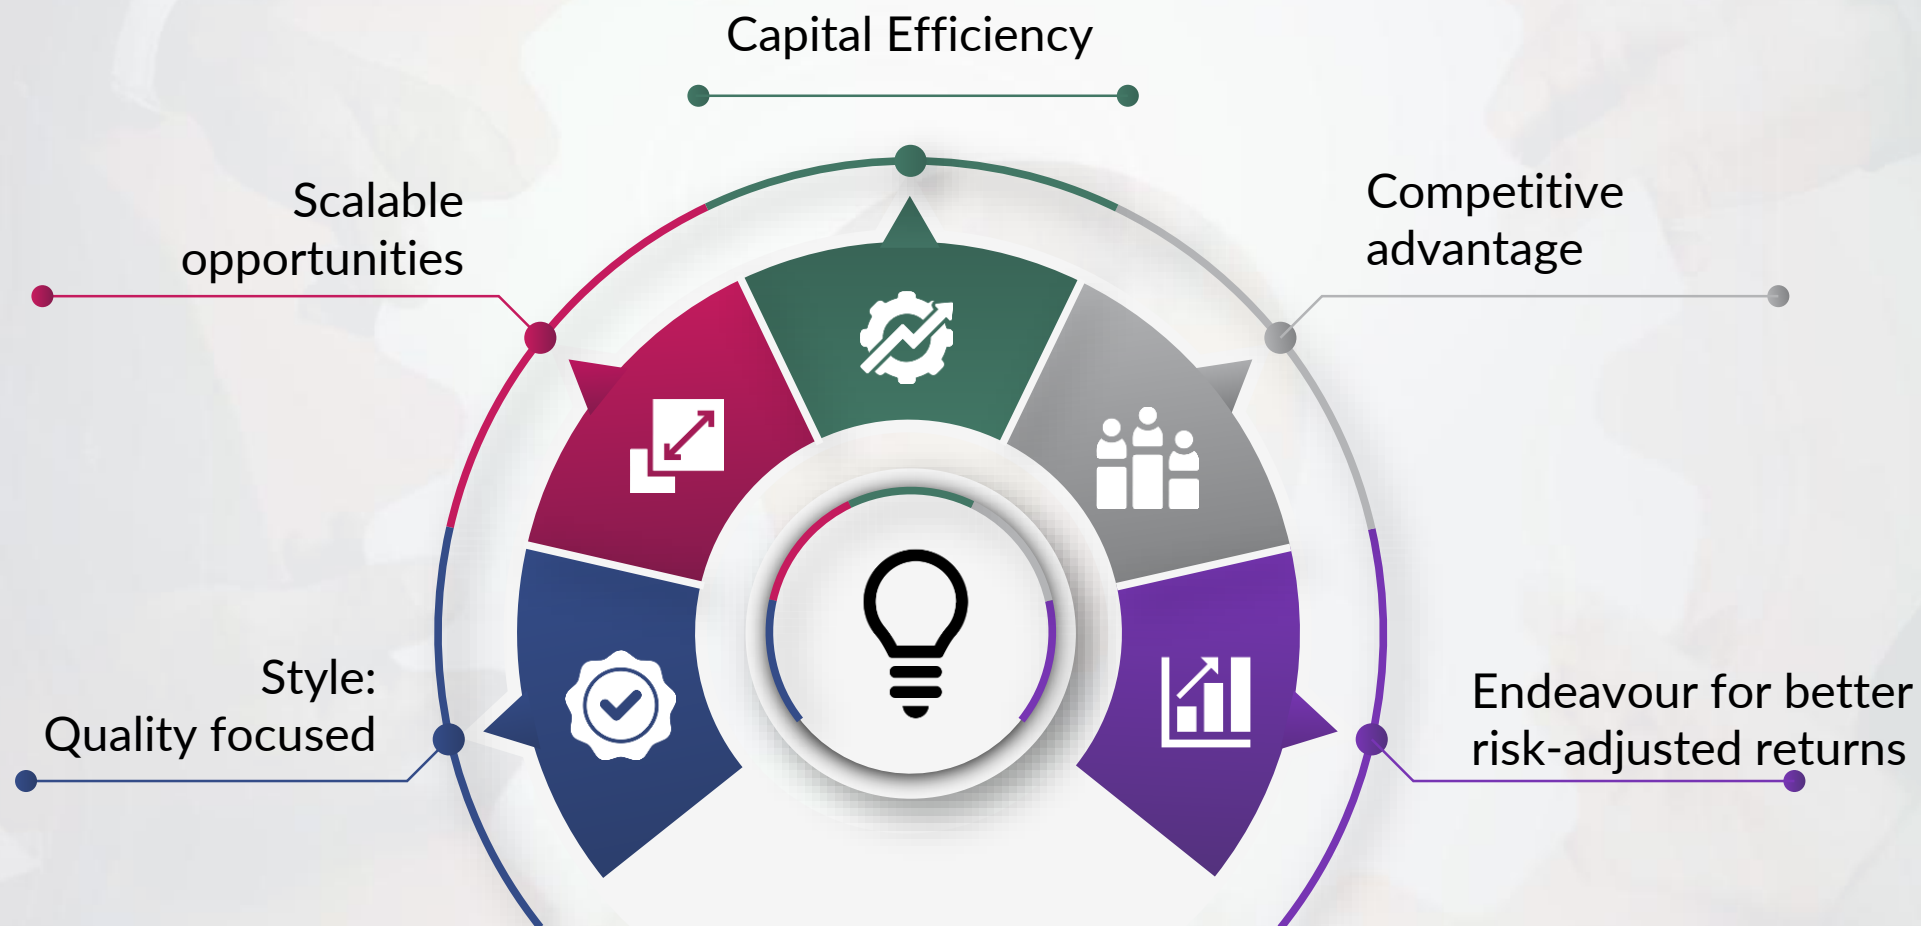 Capital Efficiency
Scalable
opportunities
Competitive
advantage
Style:
Quality focused
Endeavour for better
risk-adjusted returns